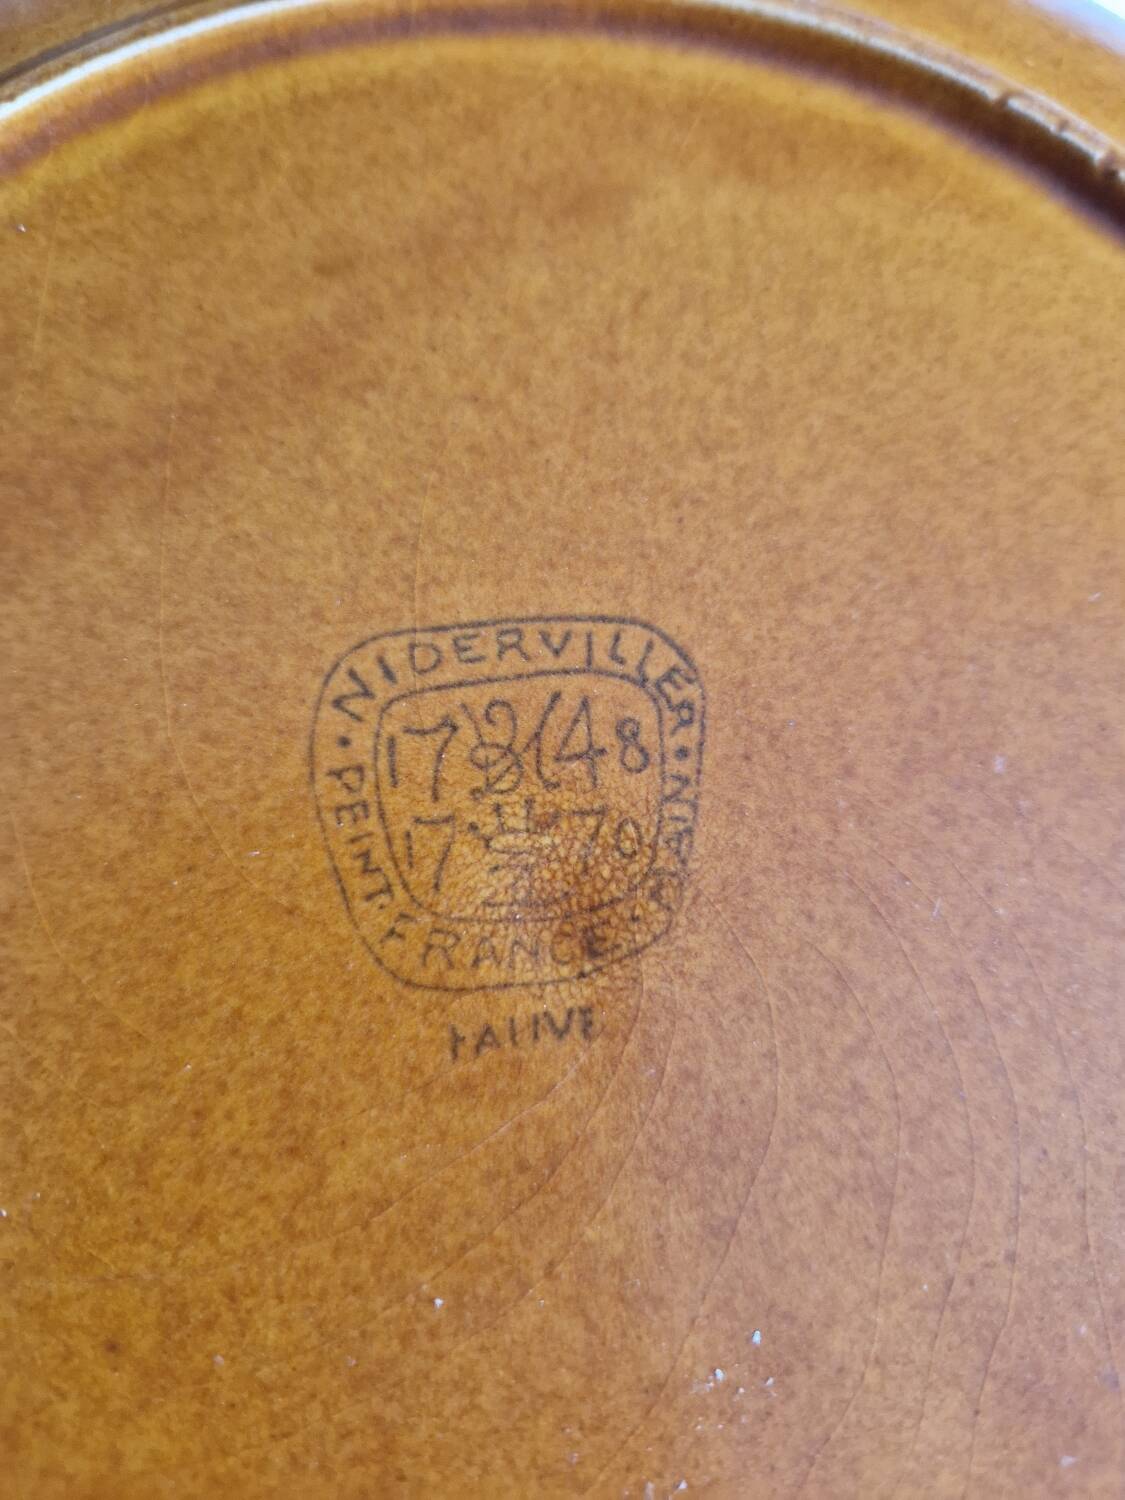 NIDERVILLER
17 48
17 70
PEINT · FRANCE · MAIN
FAUVE